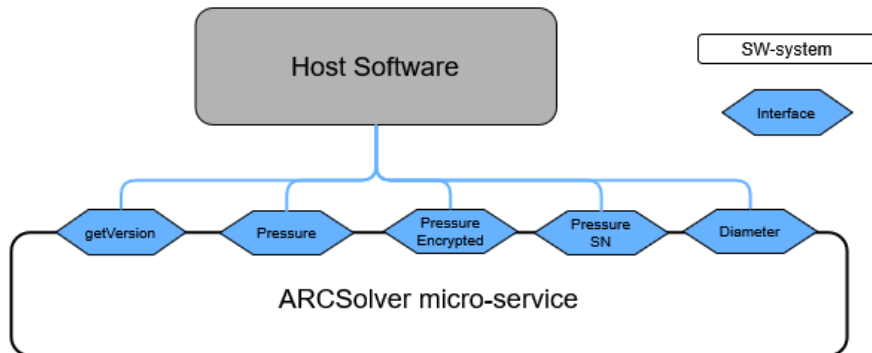 Host Software
SW-system
Interface
getVersion
Pressure
Pressure
Encrypted
Pressure
SN
Diameter
ARCSolver micro-service